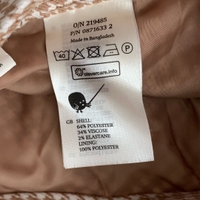 O/N 219485
P/N 0871633 2
Made in Bangladesh
40
P
clevercare.info
GB SHELL:
64% POLYESTER
34% VISCOSE
2% ELASTANE
LINING:
100% POLYESTER